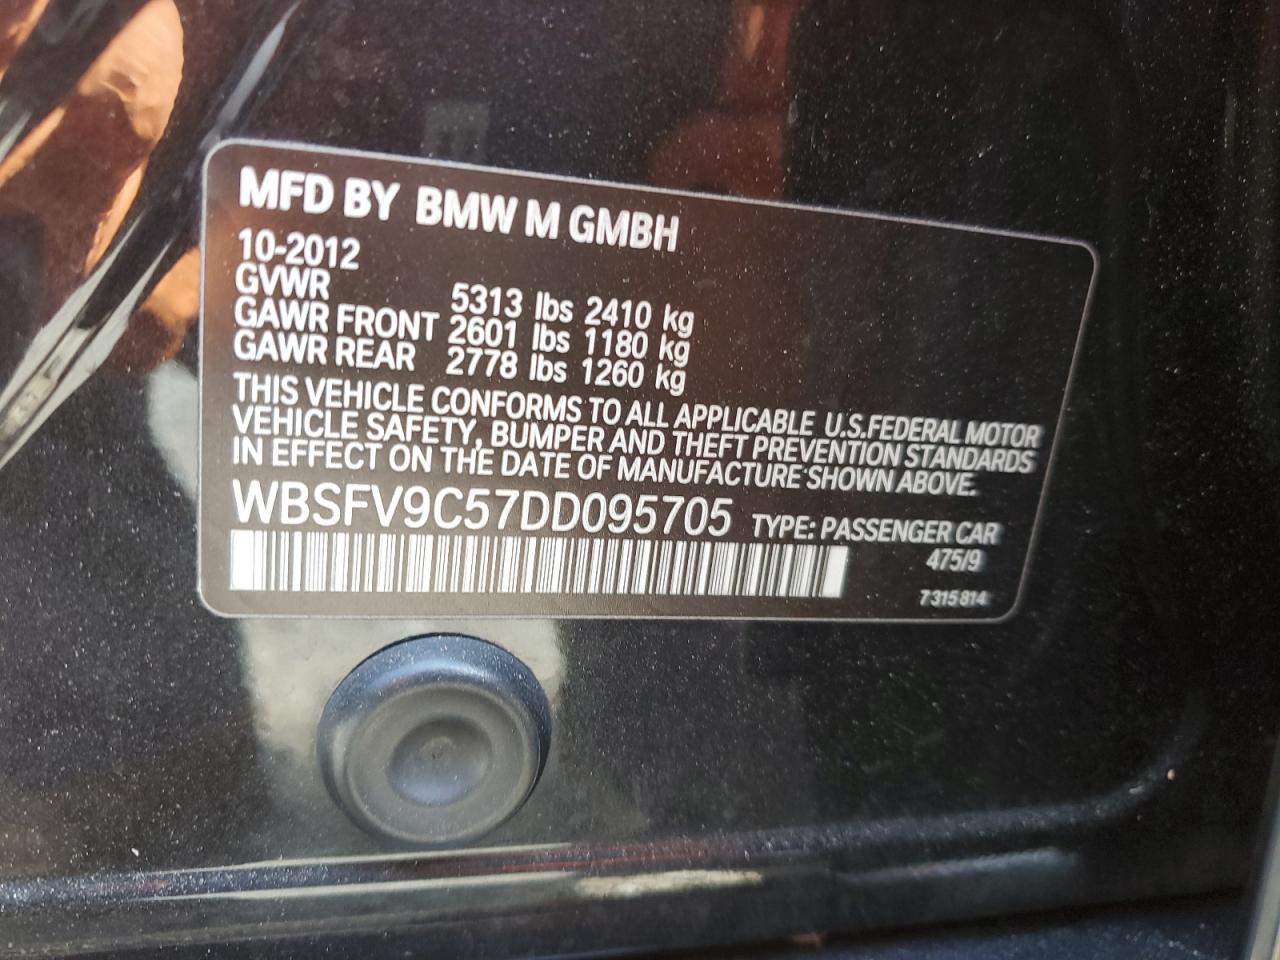 MFD BY BMW M GMBH
10-2012
GVWR 5313 lbs 2410 kg
GAWR FRONT 2601 lbs 1180 kg
GAWR REAR 2778 lbs 1260 kg
THIS VEHICLE CONFORMS TO ALL APPLICABLE U.S.FEDERAL MOTOR
VEHICLE SAFETY, BUMPER AND THEFT PREVENTION STANDARDS
IN EFFECT ON THE DATE OF MANUFACTURE SHOWN ABOVE.
WBSFV9C57DD095705 TYPE: PASSENGER CAR
475/9
7315814